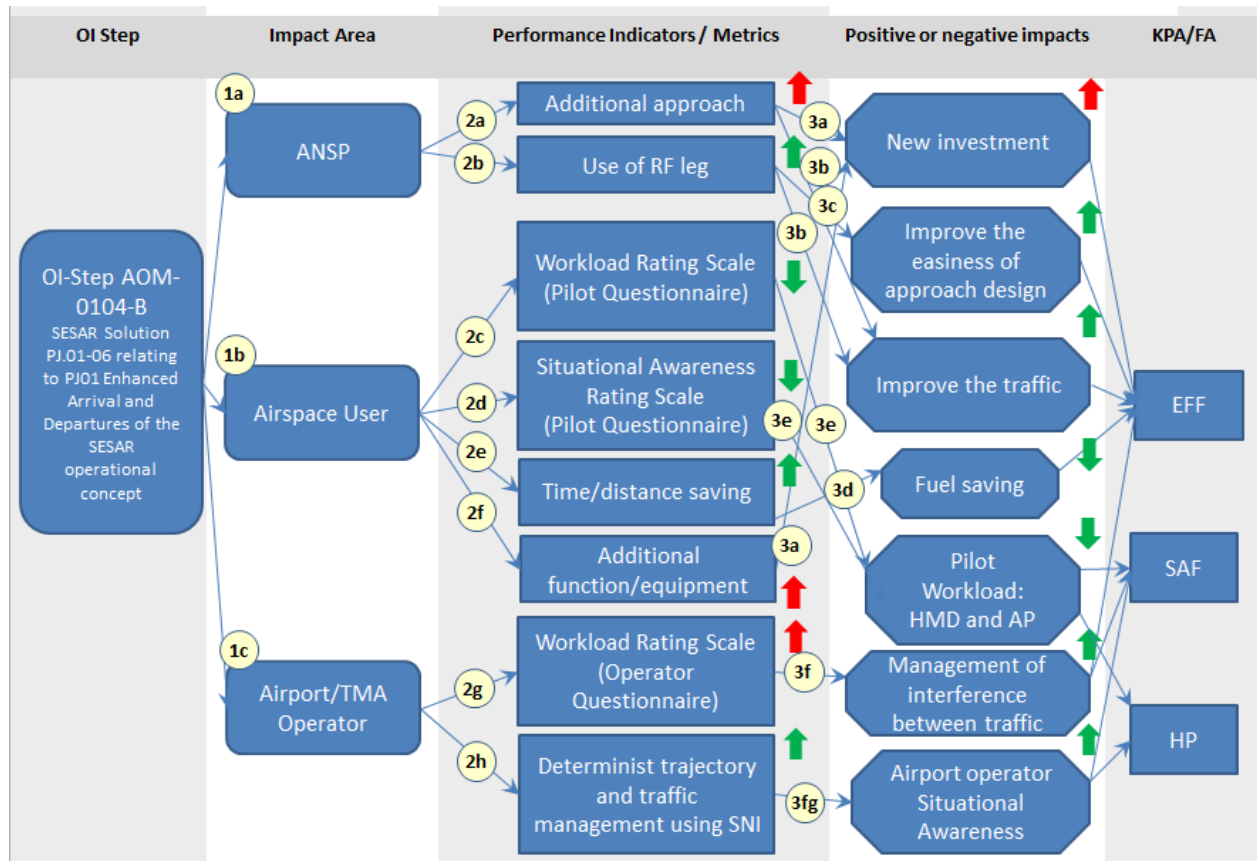 OI Step
Impact Area
Performance Indicators / Metrics
Positive or negative impacts
KPA/FA
OI-Step AOM-
0104-B
SESAR Solution
PJ.01-06 relating
to PJ01 Enhanced
Arrival and
Departures of the
SESAR
operational
concept
1a
ANSP
1b
Airspace User
1c
Airport/TMA
Operator
2a
2b
2c
2d
2e
2f
2g
2h
Additional approach
Use of RF leg
Workload Rating Scale
(Pilot Questionnaire)
Situational Awareness
Rating Scale
(Pilot Questionnaire)
Time/distance saving
Additional
function/equipment
Workload Rating Scale
(Operator
Questionnaire)
Determinist trajectory
and traffic
management using SNI
3a
3b
3c
3b
3e
3e
3d
3a
3f
3fg
New investment
Improve the
easiness of
approach design
Improve the traffic
Fuel saving
Pilot
Workload:
HMD and AP
Management of
interference
between traffic
Airport operator
Situational
Awareness
EFF
SAF
HP